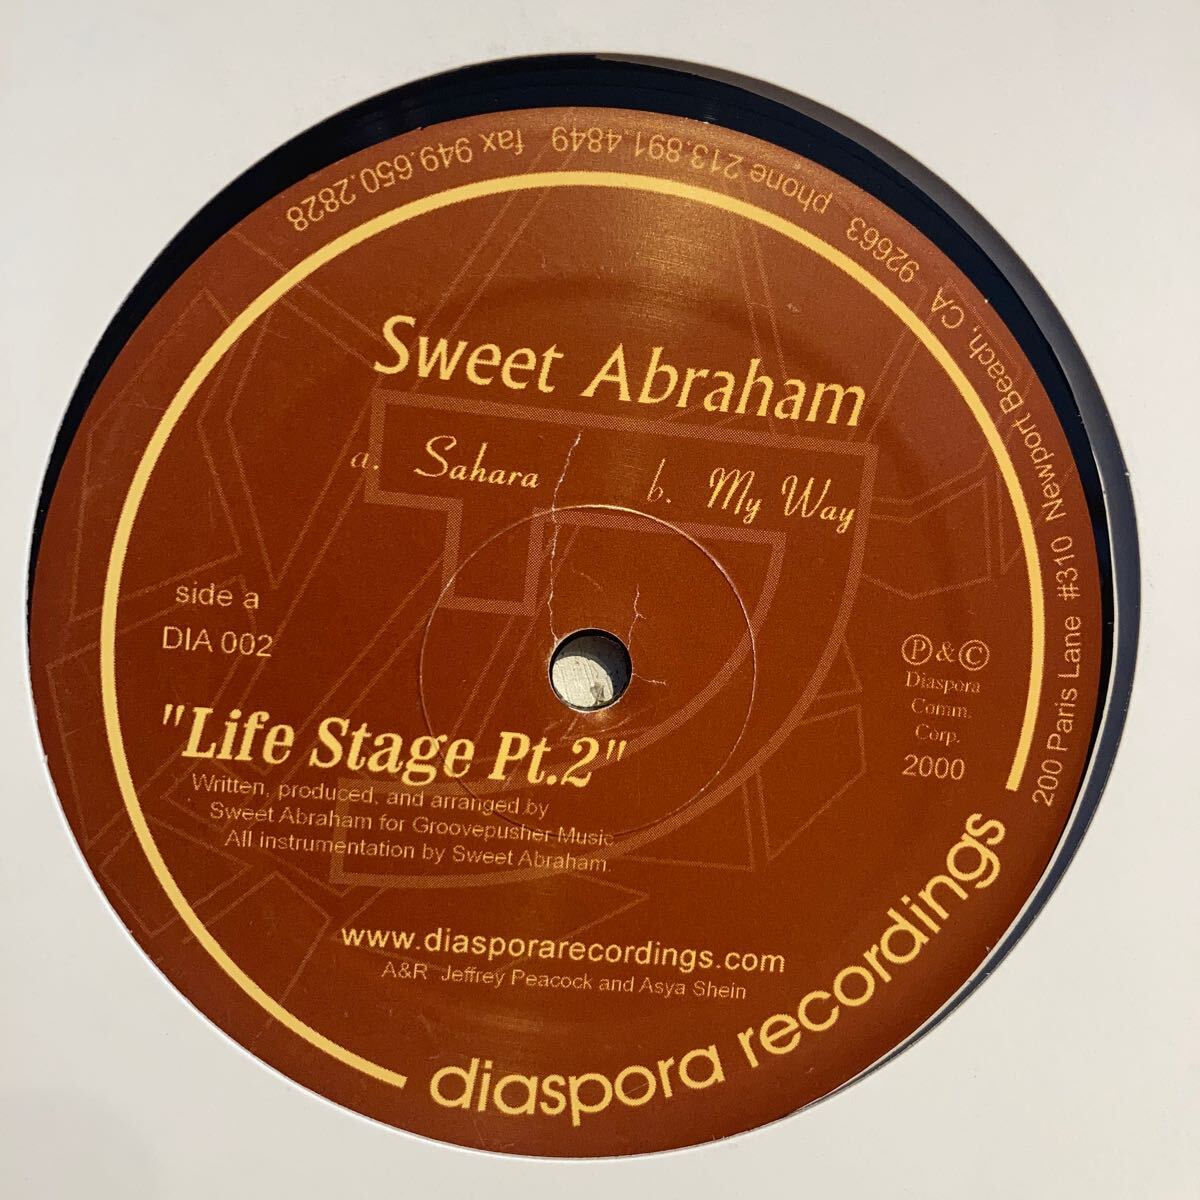 Sweet Abraham
a. Sahara b. My Way
side a
DIA 002
"Life Stage Pt.2"
Written, produced, and arranged by
Sweet Abraham for Groovepusher Music.
All instrumentation by Sweet Abraham.
Ⓟ & ©
Diaspora
Comm.
Corp.
2000
www.diasporarecordings.com
A&R Jeffrey Peacock and Asya Shein
diaspora recordings
200 Paris Lane #310 Newport Beach, CA 92663 phone 213.891.4849 fax 949.650.2828